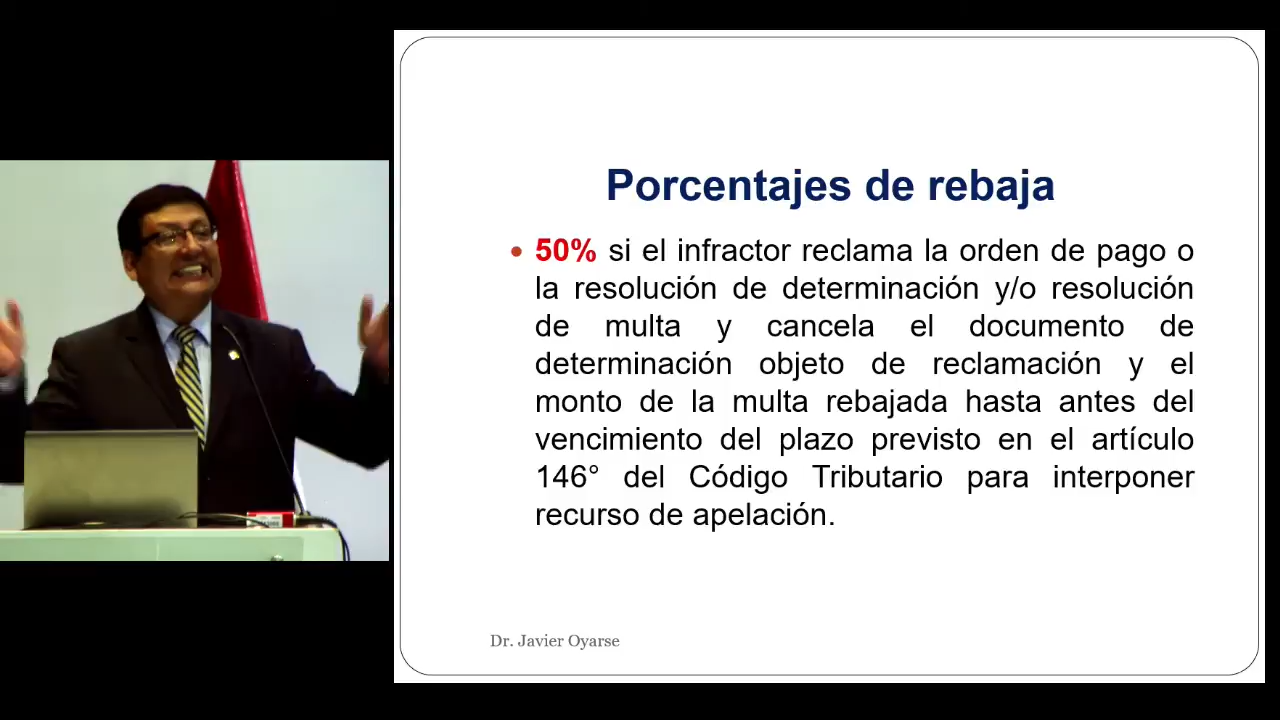 Porcentajes de rebaja
• 50% si el infractor reclama la orden de pago o
la resolución de determinación y/o resolución
de multa y cancela el documento de
determinación objeto de reclamación y el
monto de la multa rebajada hasta antes del
vencimiento del plazo previsto en el artículo
146° del Código Tributario para interponer
recurso de apelación.
Dr. Javier Oyarse